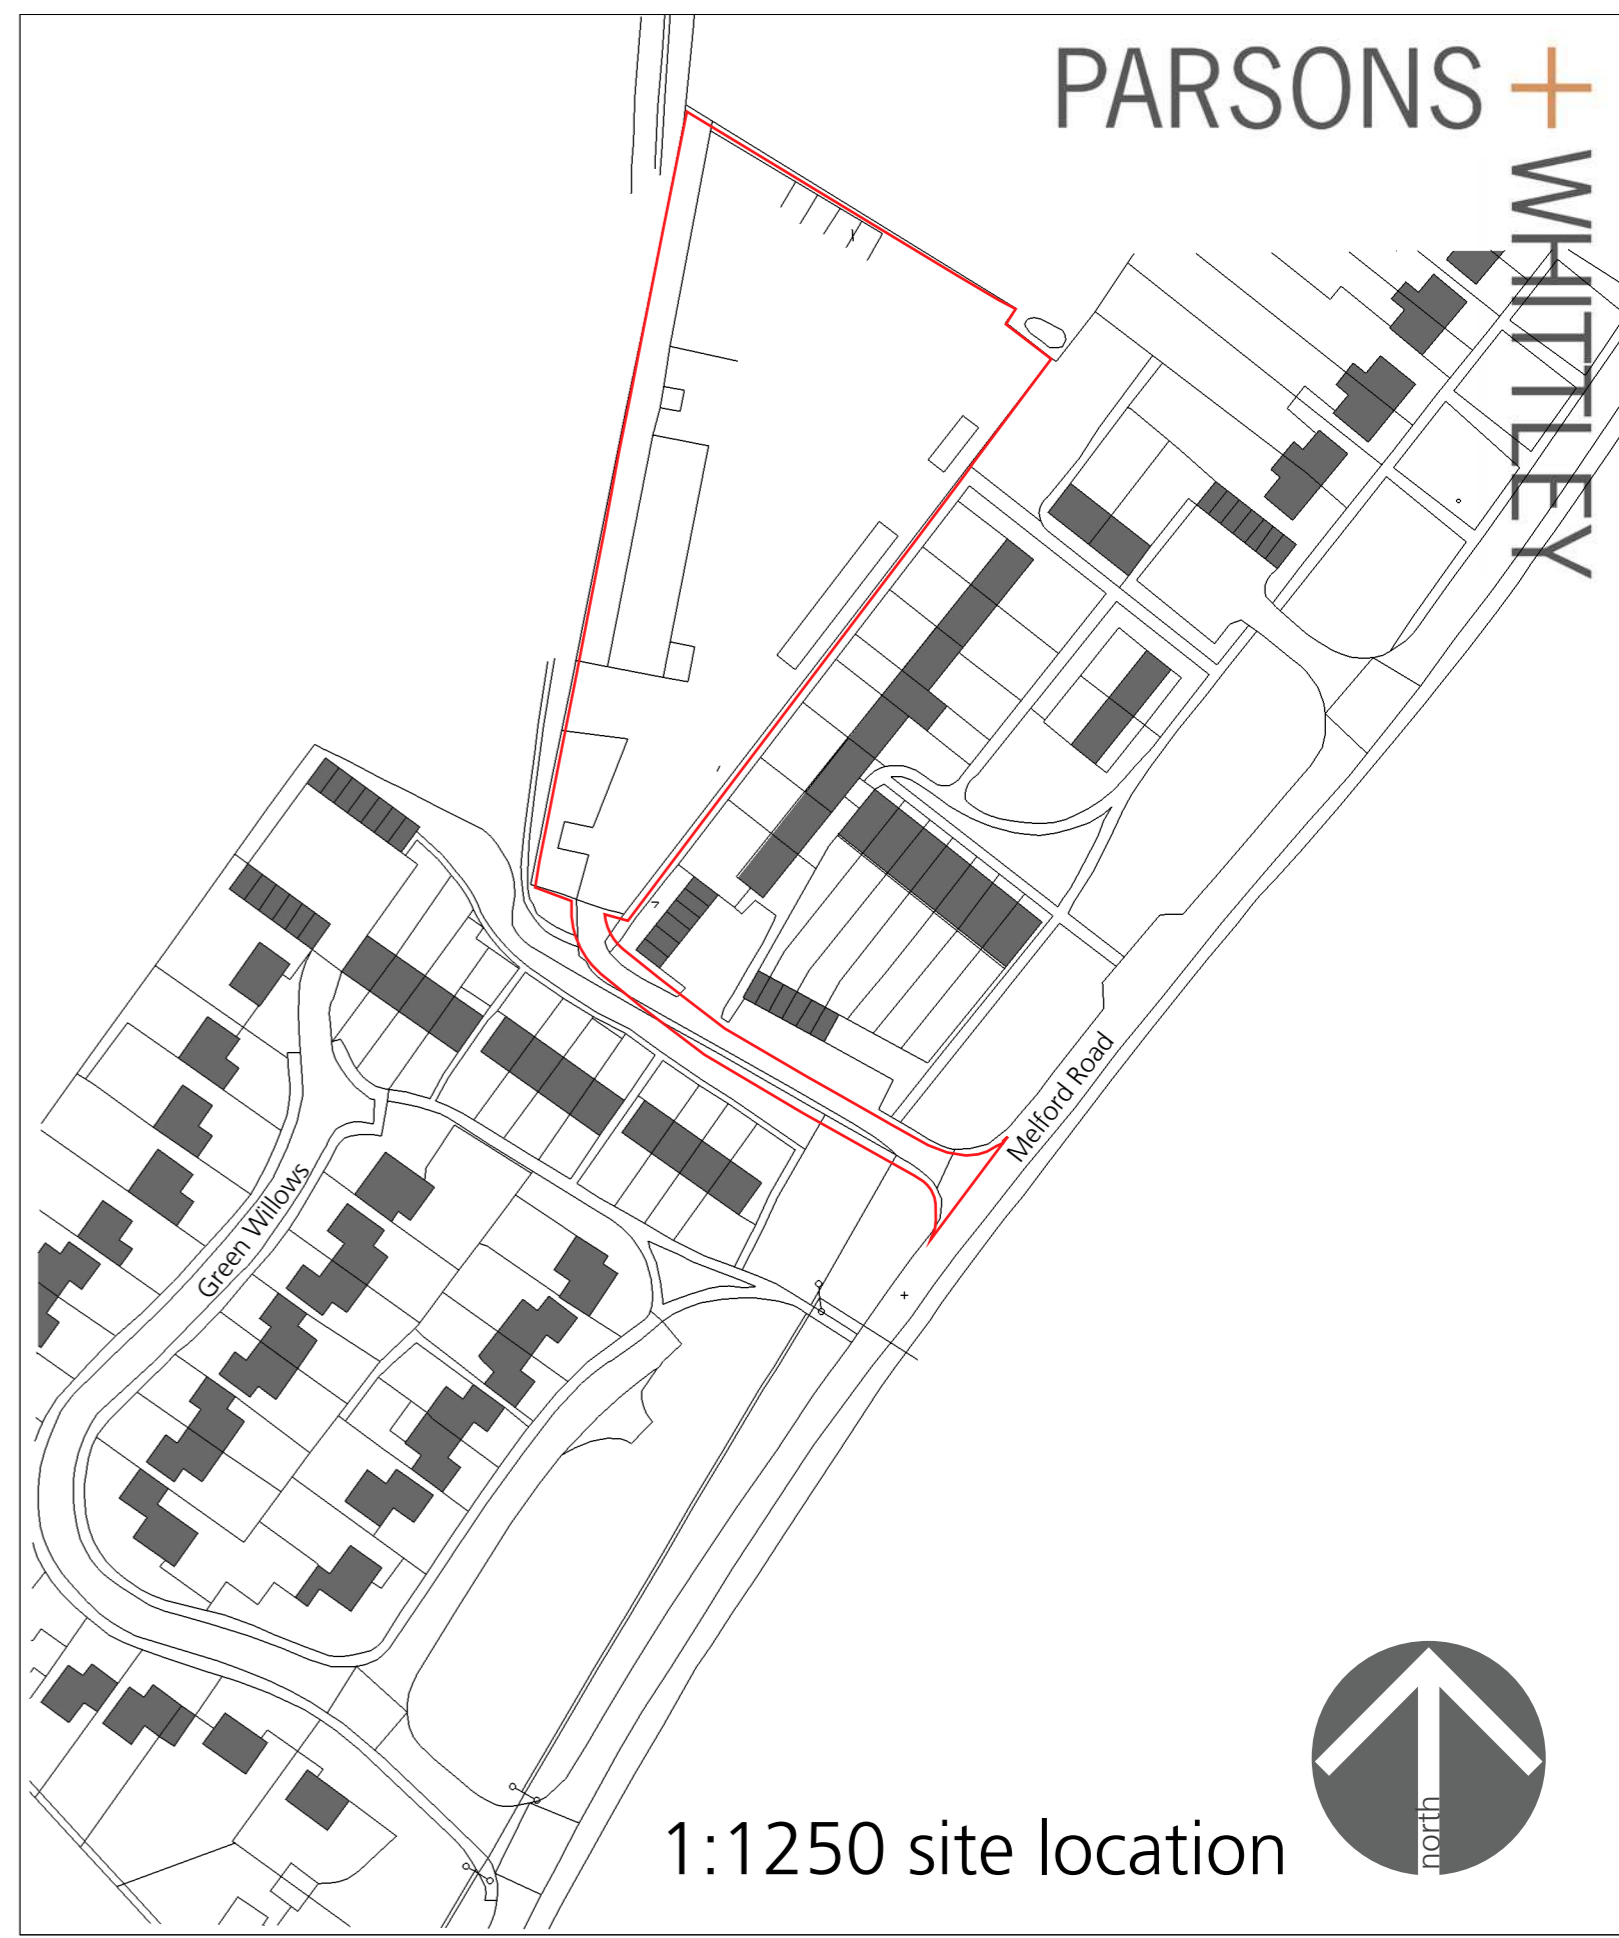 PARSONS +
WHITTLEY
Melford Road
Green Willows
1:1250 site location
north